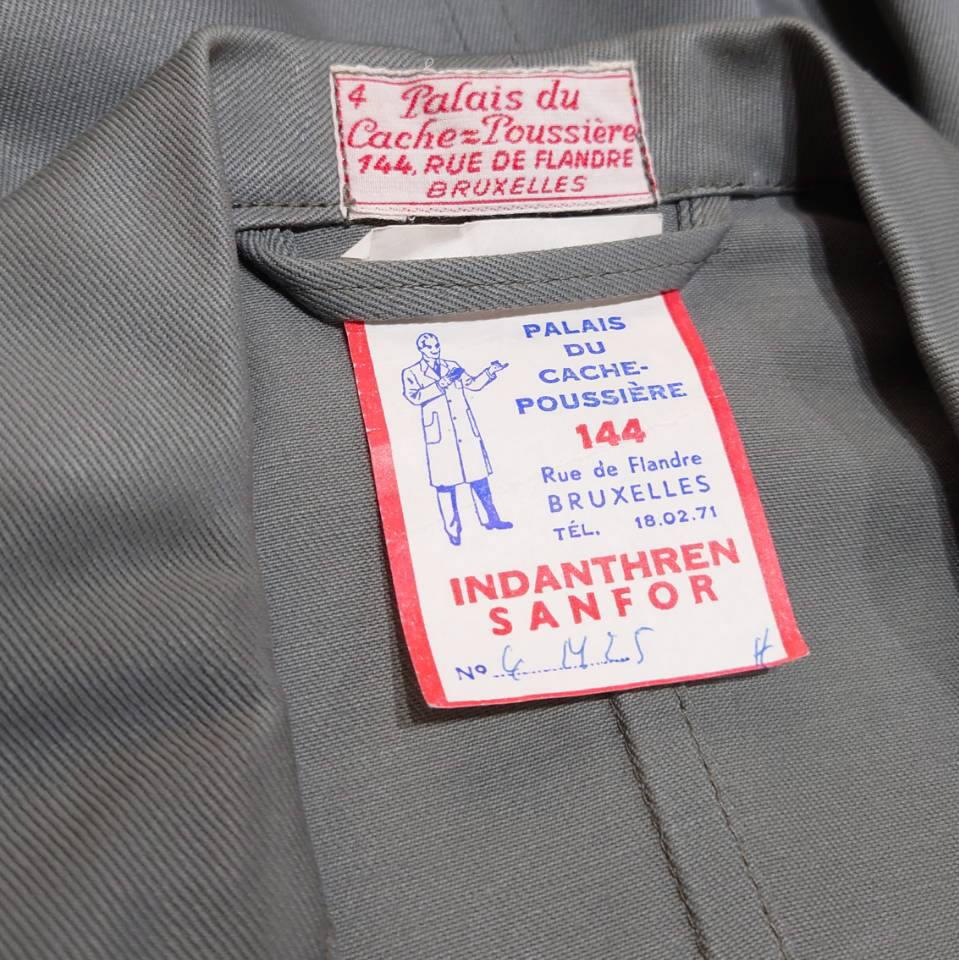 4 Palais du
Cache=Poussière
144, RUE DE FLANDRE
BRUXELLES
PALAIS
DU
CACHE-
POUSSIÈRE
144
Rue de Flandre
BRUXELLES
TÉL. 18.02.71
INDANTHREN
SANFOR
Nº 4